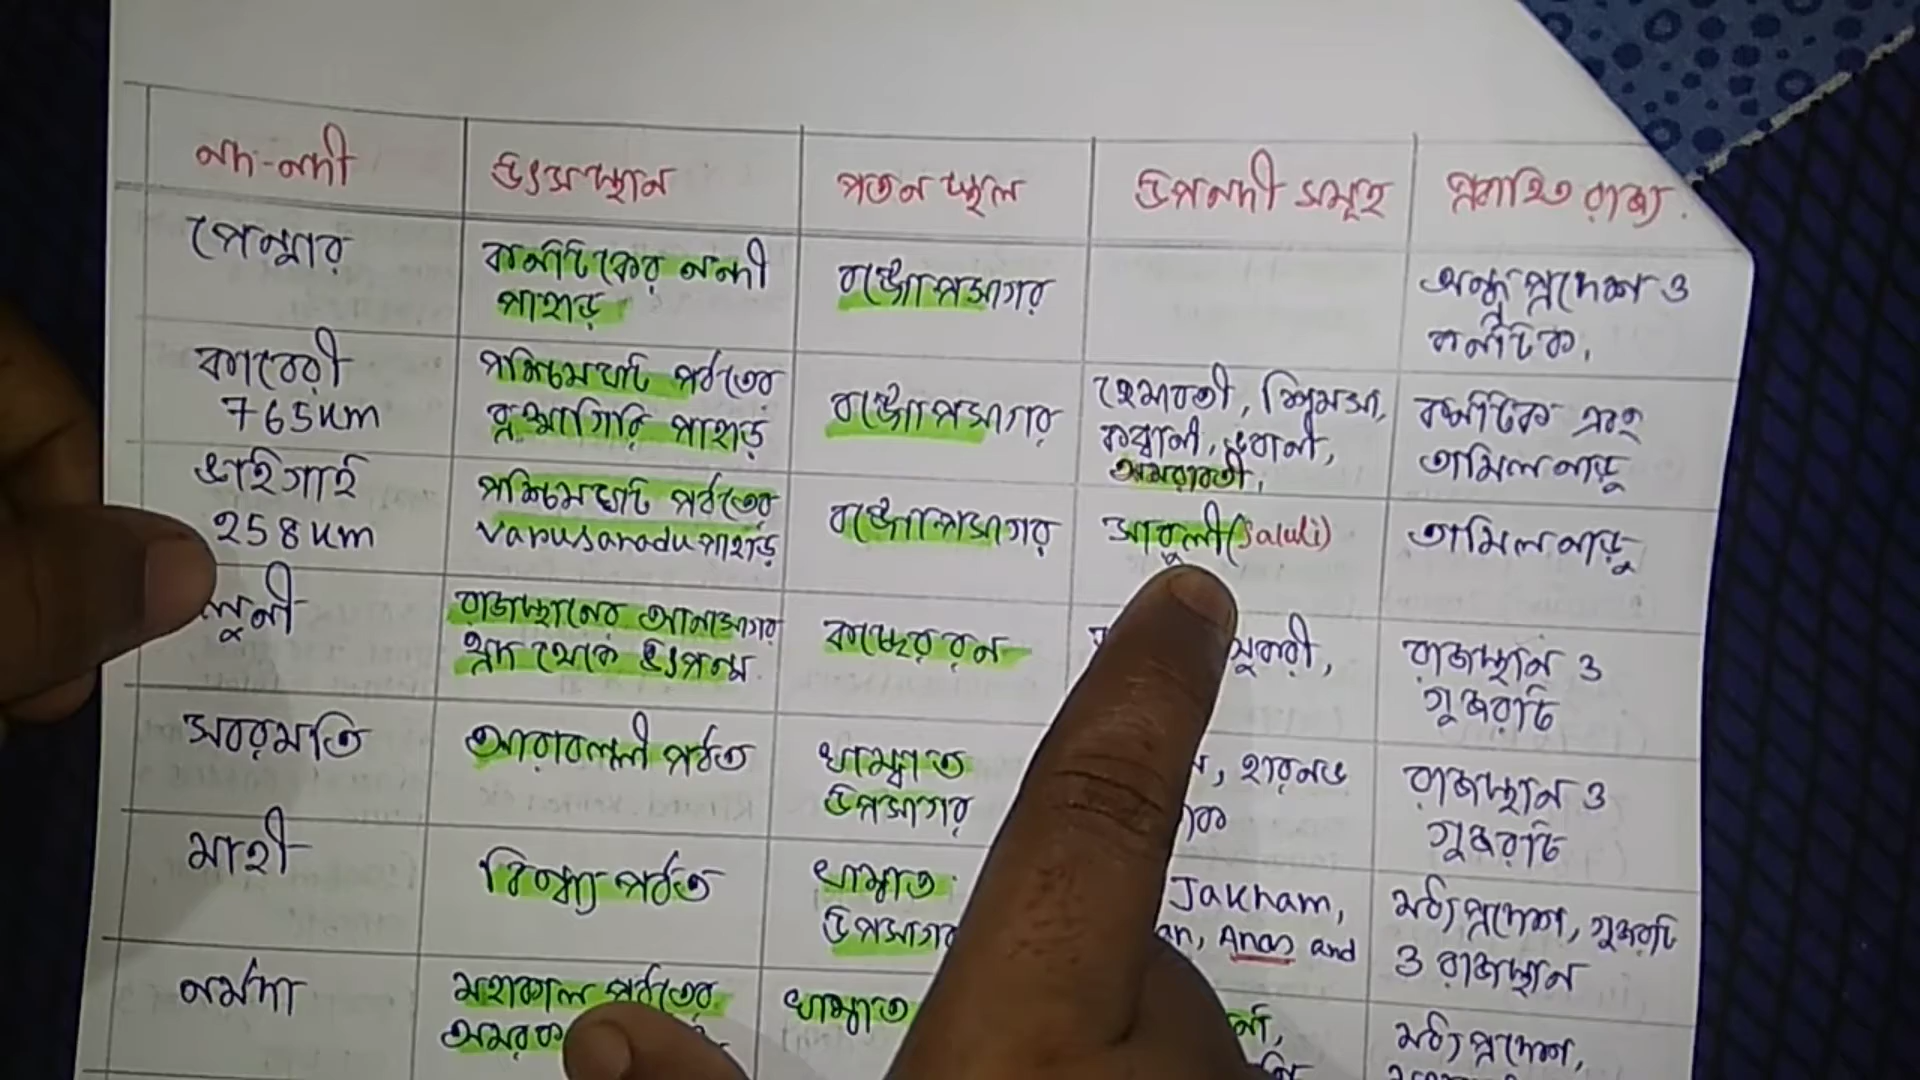 নদ-নদী উৎসস্থান পতন স্থল উপনদী সমূহ প্রবাহিত রাজ্য.
পেন্নার কর্ণাটকের নন্দী পাহাড় বঙ্গোপসাগর অন্ধ্রপ্রদেশ ও কর্ণাটক.
কাবেরী 765km পশ্চিমঘাট পর্বতের ব্রহ্মগিরি পাহাড় বঙ্গোপসাগর হেমাবতী, শিমসা, কব্বানী, ভবানী, অমরাবতী, কর্ণাটক এবং তামিলনাড়ু
ভাইগাই 258km পশ্চিমঘাট পর্বতের Varusanadu পাহাড় বঙ্গোপসাগর সাবুলী (Saluli) তামিলনাড়ু
লুনী রাজস্থানের আনাসাগর হ্রদ থেকে উৎপন্ন. কচ্ছের রন সুকরী, রাজস্থান ও গুজরাট
সবরমতি আরাবল্লী পর্বত খাম্বাত উপসাগর রাজস্থান ও গুজরাট
মাহী বিন্ধ্য পর্বত খাম্বাত উপসাগর Jakham, Anas and মধ্যপ্রদেশ, গুজরাট ও রাজস্থান
নর্মদা মহাকাল পর্বতের খাম্বাত মধ্যপ্রদেশ,